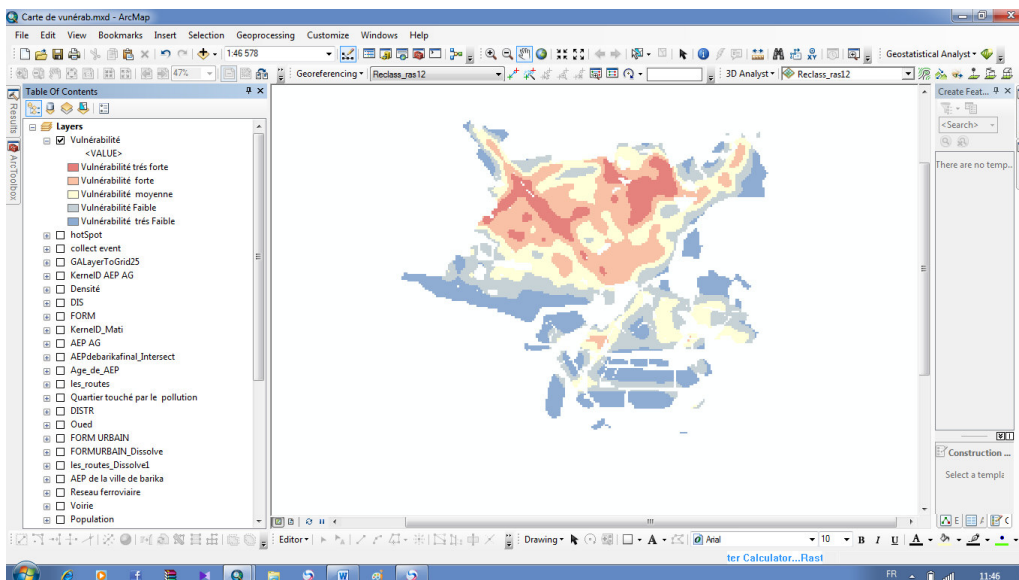 Carte de vunérab.mxd - ArcMap
File Edit View Bookmarks Insert Selection Geoprocessing Customize Windows Help
1:46 578
Geostatistical Analyst
47%
Georeferencing Reclass_ras12
3D Analyst Reclass_ras12
Table Of Contents
Results
ArcToolbox
Layers
Vulnérabilité
<VALUE>
Vulnérabilité trés forte
Vulnérabilité forte
Vulnérabilité moyenne
Vulnérabilité Faible
Vulnérabilité trés Faible
hotSpot
collect event
GALayerToGrid25
KernelD AEP AG
Densité
DIS
FORM
KernelD_Mati
AEP AG
AEPdebarikafinal_Intersect
Age_de_AEP
les_routes
Quartier touché par le pollution
DISTR
Oued
FORM URBAIN
FORMURBAIN_Dissolve
les_routes_Dissolve1
AEP de la ville de barika
Reseau ferroviaire
Voirie
Population
Create Feat...
<Search>
There are no temp...
Construction ...
Select a templa
Editor
Drawing
Arial
10
B I U A
ter Calculator...Rast
FR
11:46